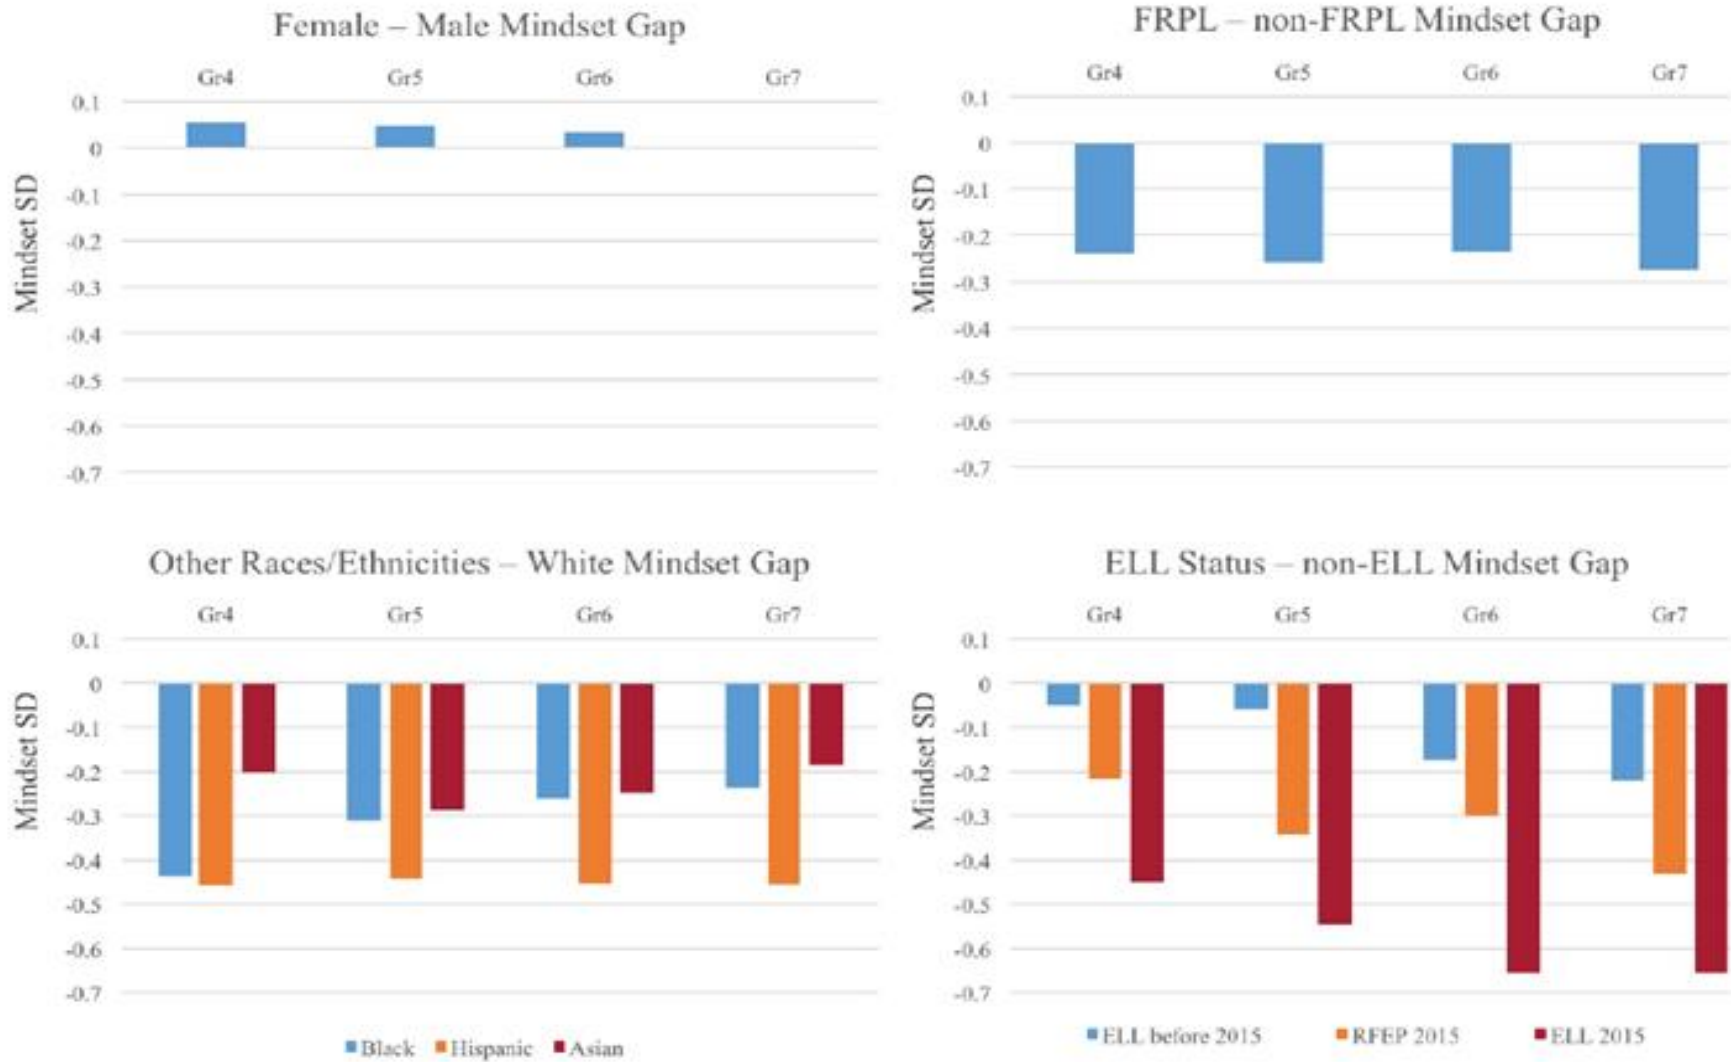 Female – Male Mindset Gap
Gr4 Gr5 Gr6 Gr7
0.1
0
-0.1
-0.2
-0.3
-0.4
-0.5
-0.6
-0.7
Mindset SD
FRPL – non-FRPL Mindset Gap
Gr4 Gr5 Gr6 Gr7
0.1
0
-0.1
-0.2
-0.3
-0.4
-0.5
-0.6
-0.7
Mindset SD
Other Races/Ethnicities – White Mindset Gap
Gr4 Gr5 Gr6 Gr7
0.1
0
-0.1
-0.2
-0.3
-0.4
-0.5
-0.6
-0.7
Mindset SD
Black Hispanic Asian
ELL Status – non-ELL Mindset Gap
Gr4 Gr5 Gr6 Gr7
0.1
0
-0.1
-0.2
-0.3
-0.4
-0.5
-0.6
-0.7
Mindset SD
ELL before 2015 RFEP 2015 ELL 2015